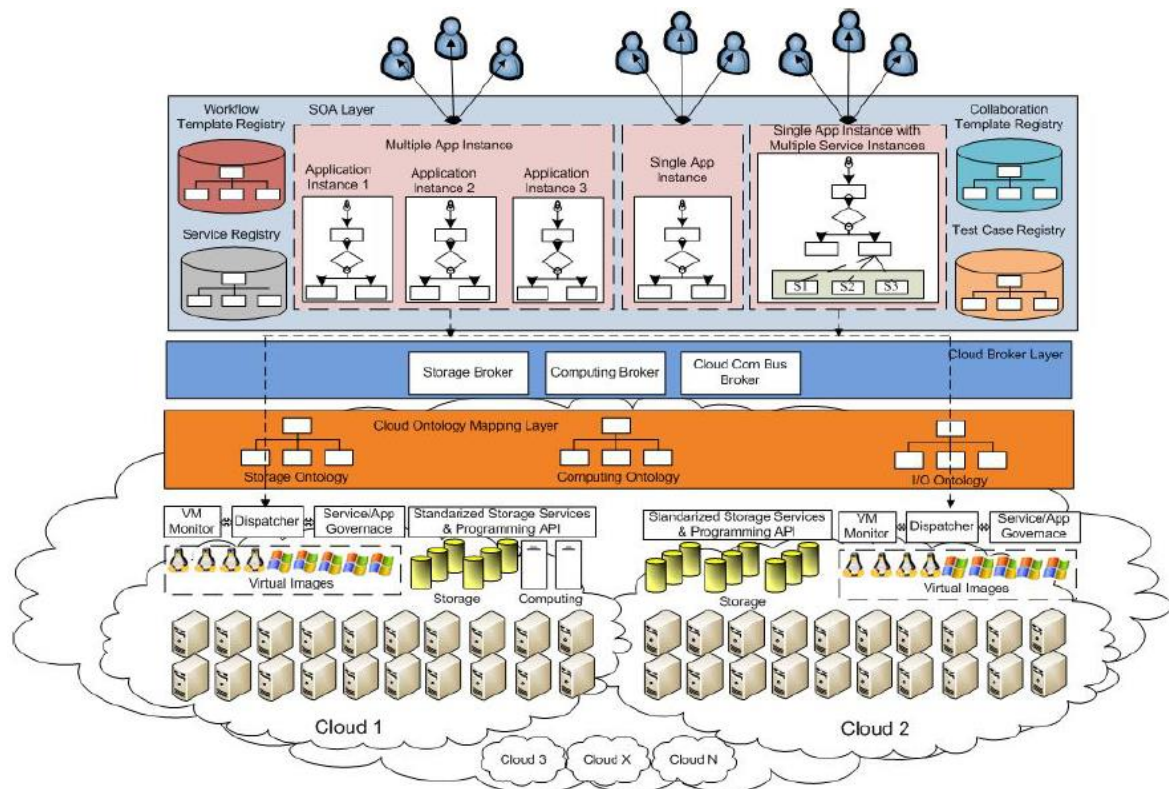 SOA Layer
Workflow
Template Registry
Service Registry
Multiple App Instance
Application
Instance 1
Application
Instance 2
Application
Instance 3
Single App
Instance
Single App Instance with
Multiple Service Instances
S1
S2
S3
Collaboration
Template Registry
Test Case Registry
Cloud Broker Layer
Storage Broker
Computing Broker
Cloud Com Bus
Broker
Cloud Ontology Mapping Layer
Storage Ontology
Computing Ontology
I/O Ontology
VM
Monitor
Dispatcher
Service/App
Governace
Standarized Storage Services
& Programming API
Virtual Images
Storage
Computing
Cloud 1
Standarized Storage Services
& Programming API
VM
Monitor
Dispatcher
Service/App
Governace
Storage
Virtual Images
Cloud 2
Cloud 3
Cloud X
Cloud N